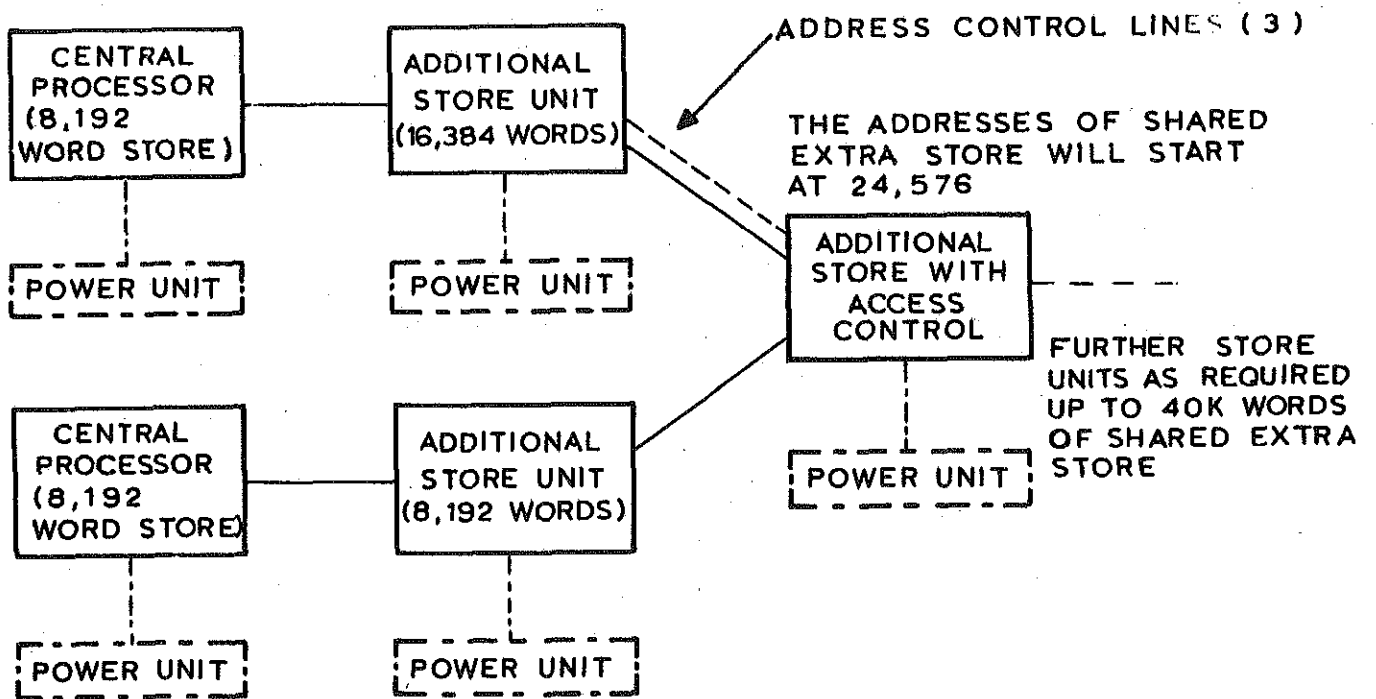 CENTRAL
PROCESSOR
(8,192
WORD STORE)
ADDITIONAL
STORE UNIT
(16,384 WORDS)
ADDRESS CONTROL LINES (3)
THE ADDRESSES OF SHARED
EXTRA STORE WILL START
AT 24,576
POWER UNIT
POWER UNIT
ADDITIONAL
STORE WITH
ACCESS
CONTROL
FURTHER STORE
UNITS AS REQUIRED
UP TO 40K WORDS
OF SHARED EXTRA
STORE
CENTRAL
PROCESSOR
(8,192
WORD STORE)
ADDITIONAL
STORE UNIT
(8,192 WORDS)
POWER UNIT
POWER UNIT
POWER UNIT